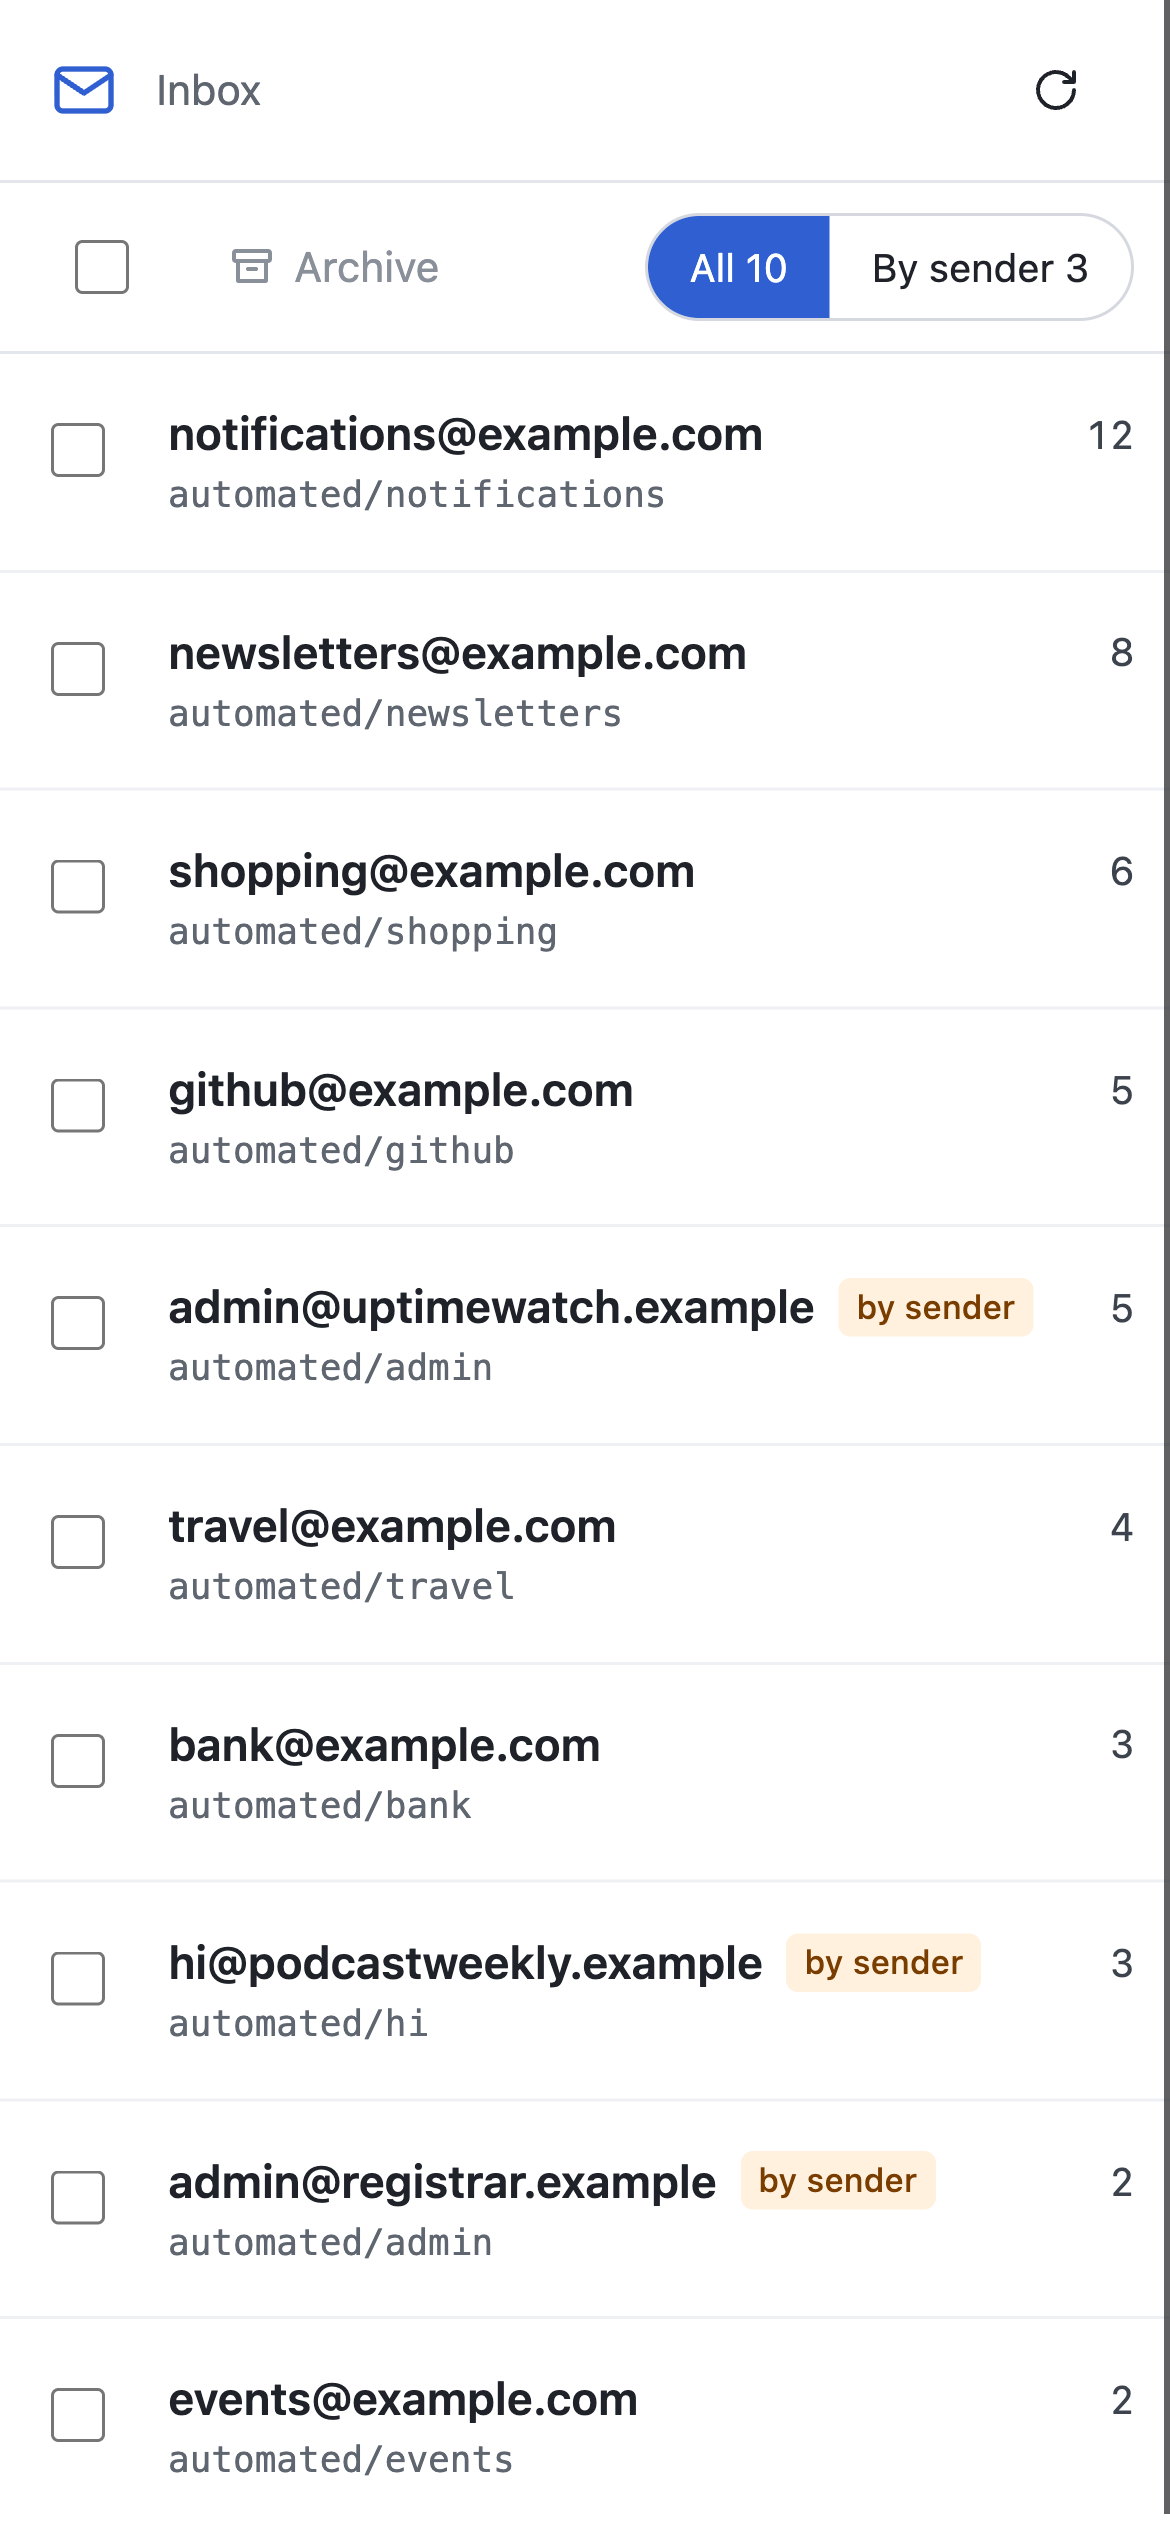 Inbox
Archive
All 10
By sender 3
notifications@example.com 12
automated/notifications
newsletters@example.com 8
automated/newsletters
shopping@example.com 6
automated/shopping
github@example.com 5
automated/github
admin@uptimewatch.example by sender 5
automated/admin
travel@example.com 4
automated/travel
bank@example.com 3
automated/bank
hi@podcastweekly.example by sender 3
automated/hi
admin@registrar.example by sender 2
automated/admin
events@example.com 2
automated/events